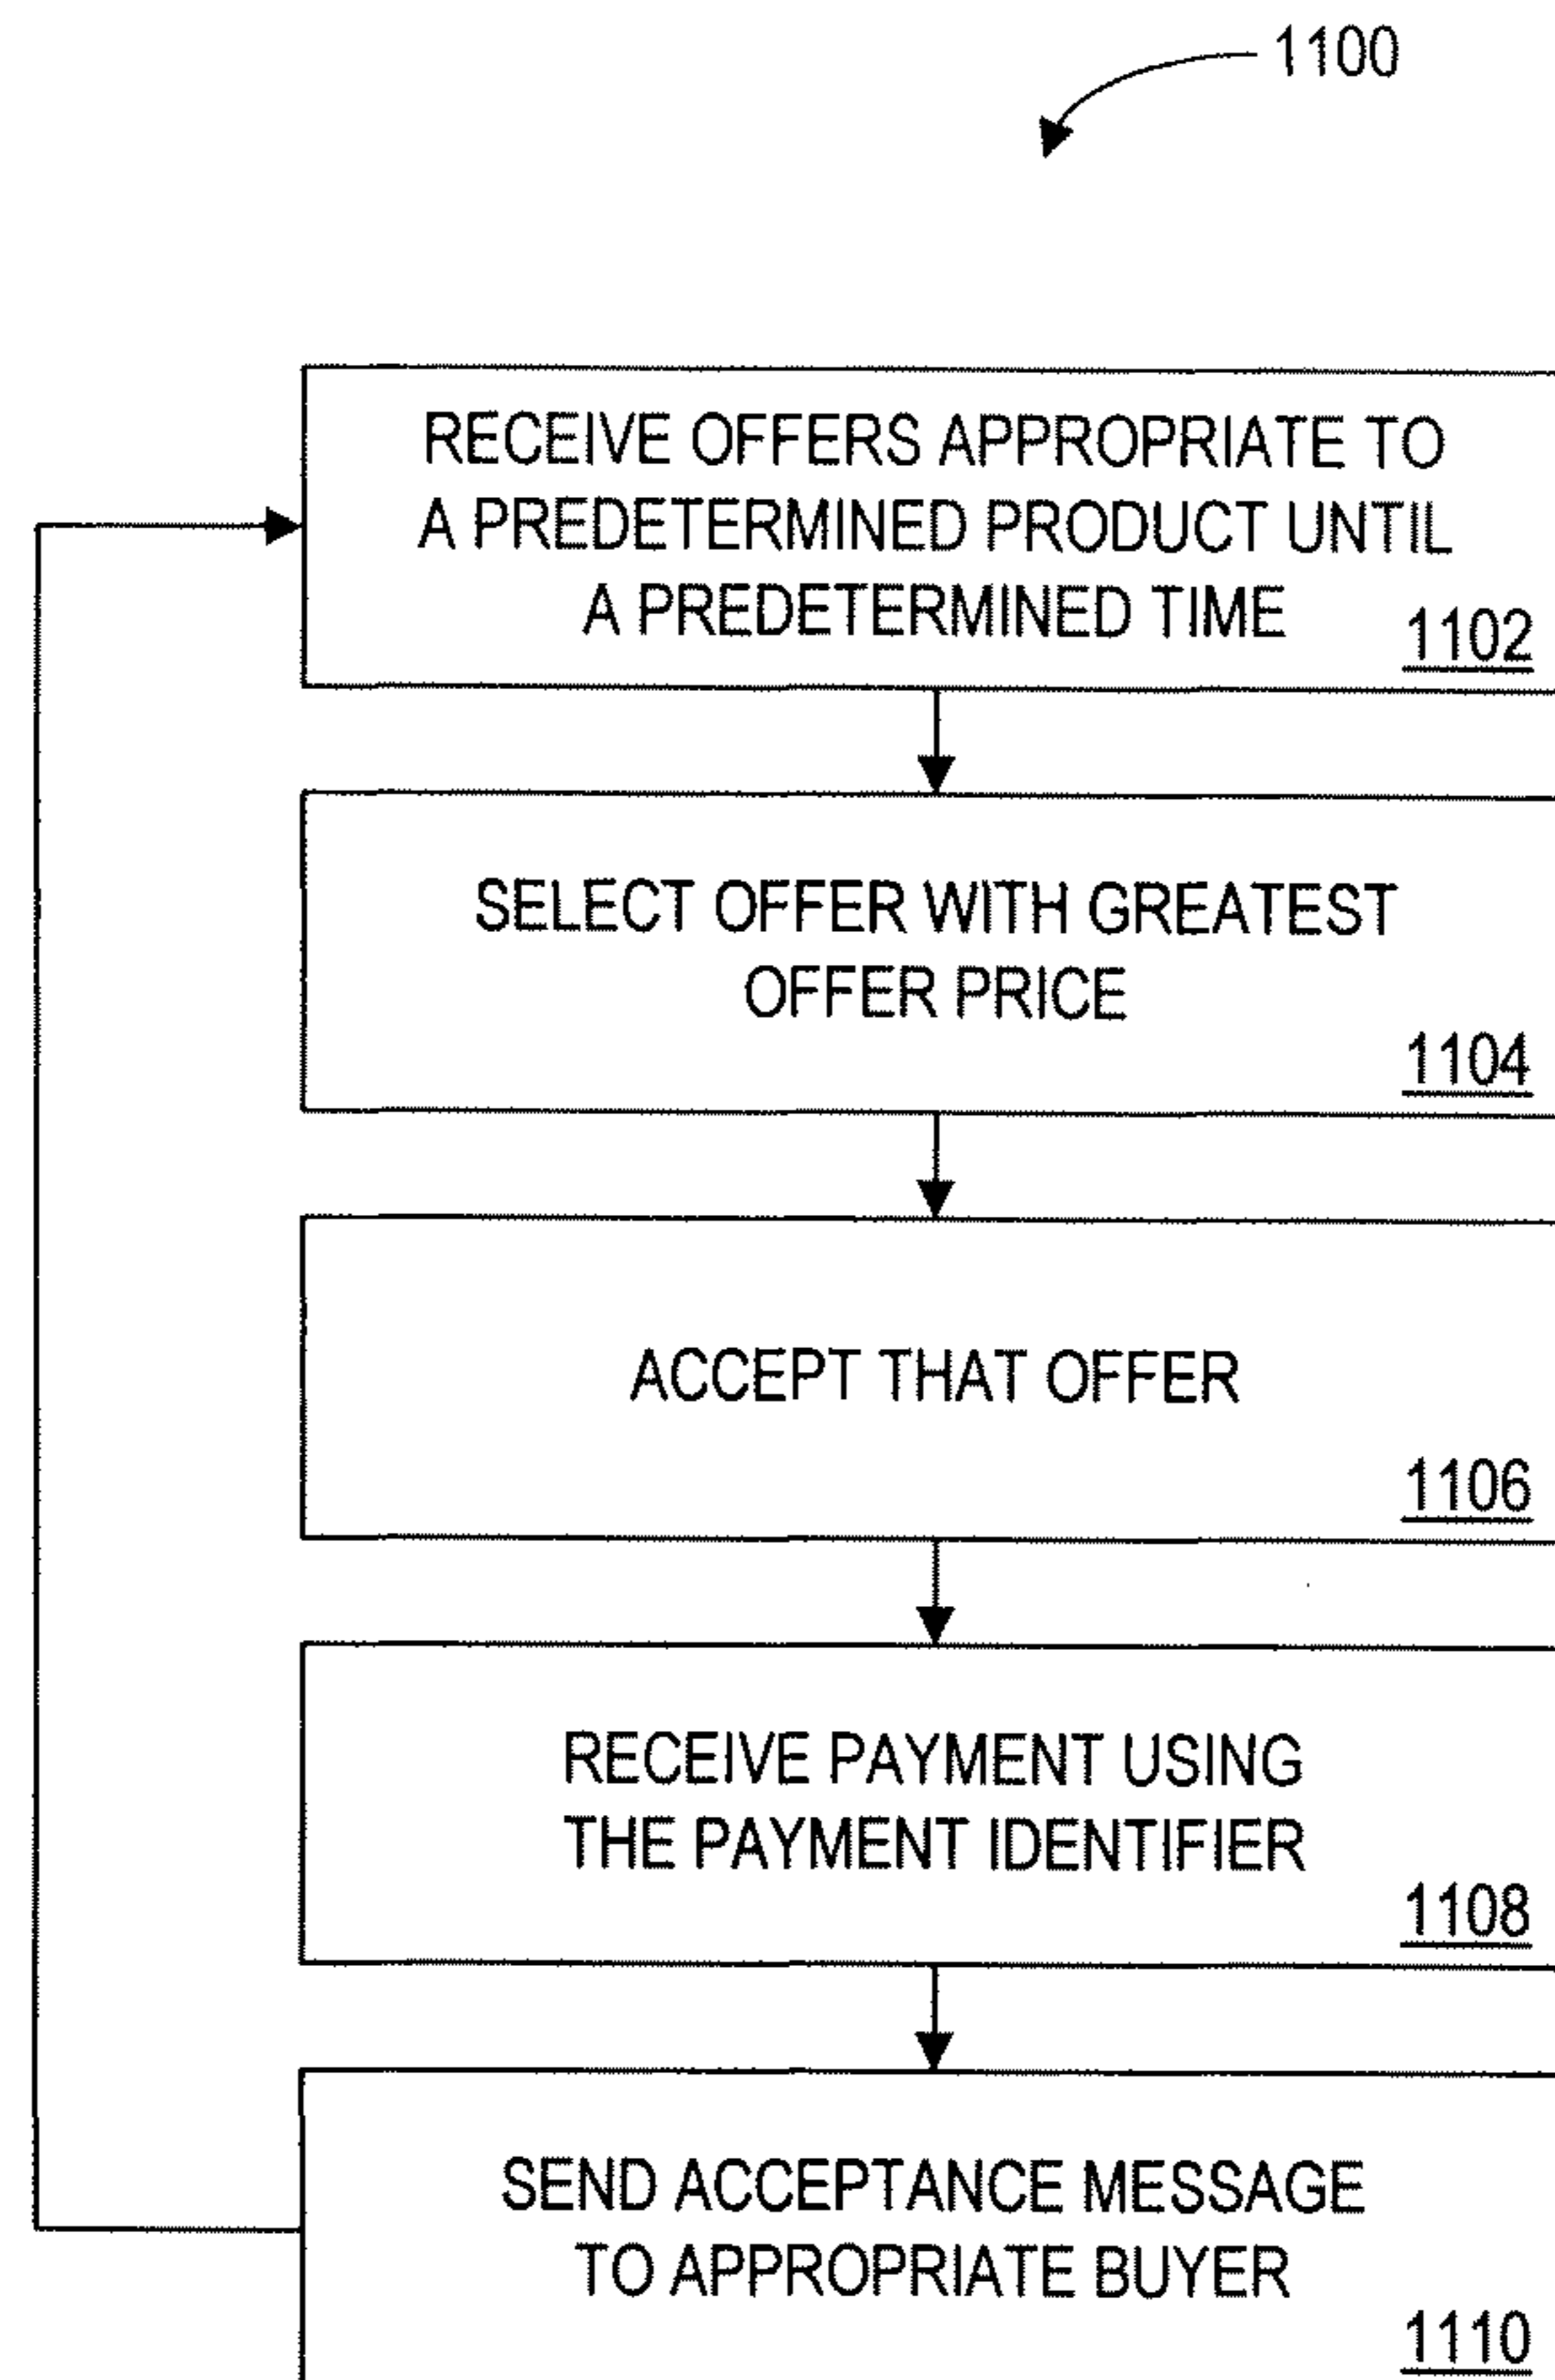 1100
RECEIVE OFFERS APPROPRIATE TO
A PREDETERMINED PRODUCT UNTIL
A PREDETERMINED TIME
1102
SELECT OFFER WITH GREATEST
OFFER PRICE
1104
ACCEPT THAT OFFER
1106
RECEIVE PAYMENT USING
THE PAYMENT IDENTIFIER
1108
SEND ACCEPTANCE MESSAGE
TO APPROPRIATE BUYER
1110